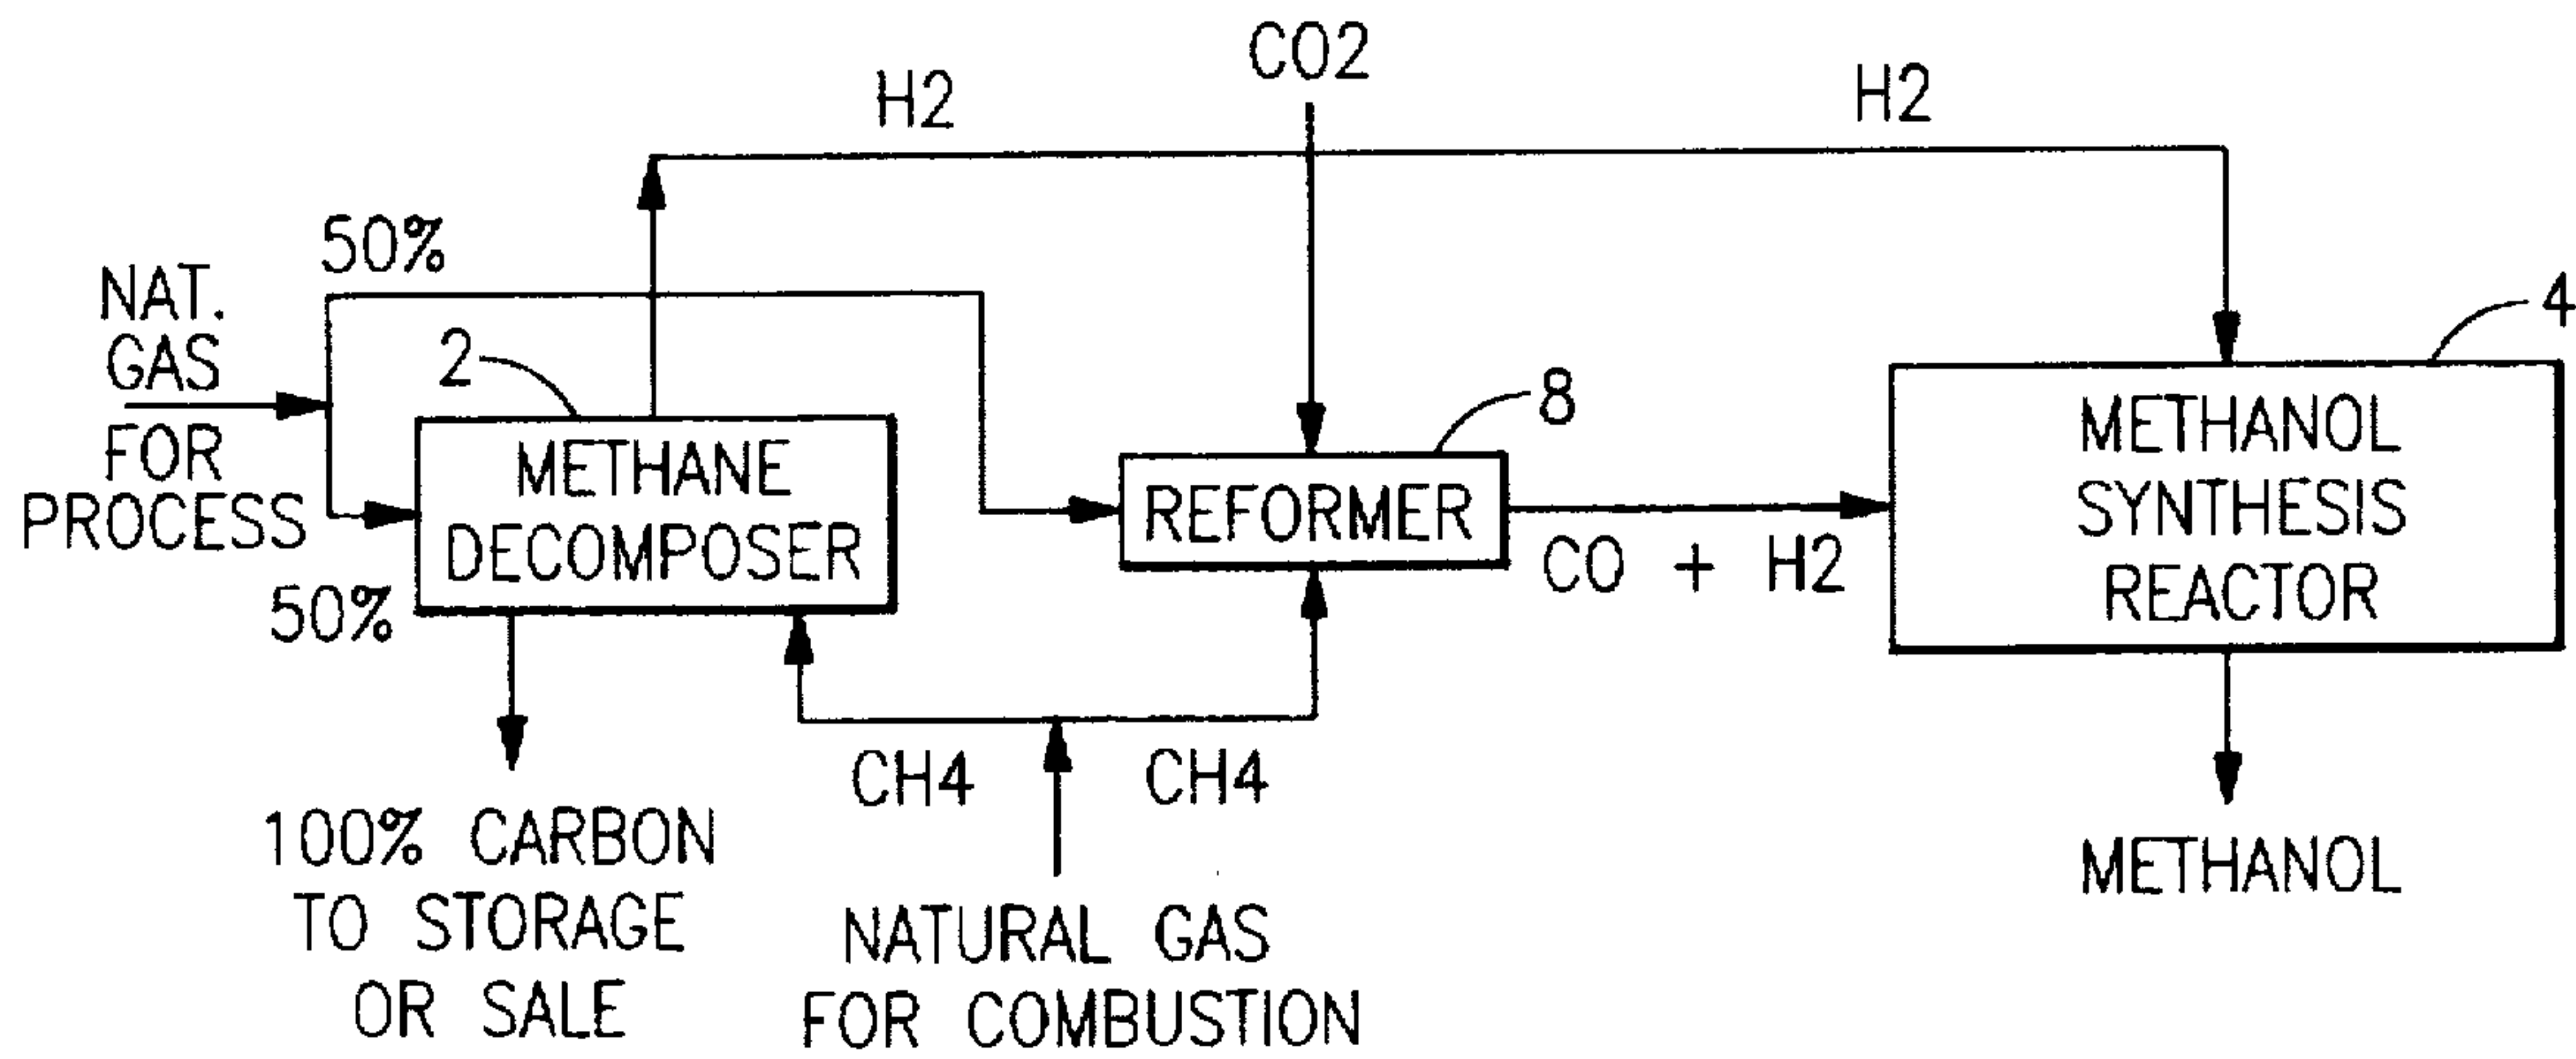 CO2
H2
H2
50%
NAT.
GAS
FOR
PROCESS
2
METHANE
DECOMPOSER
50%
8
REFORMER
CO + H2
4
METHANOL
SYNTHESIS
REACTOR
CH4
CH4
100% CARBON
TO STORAGE
OR SALE
NATURAL GAS
FOR COMBUSTION
METHANOL